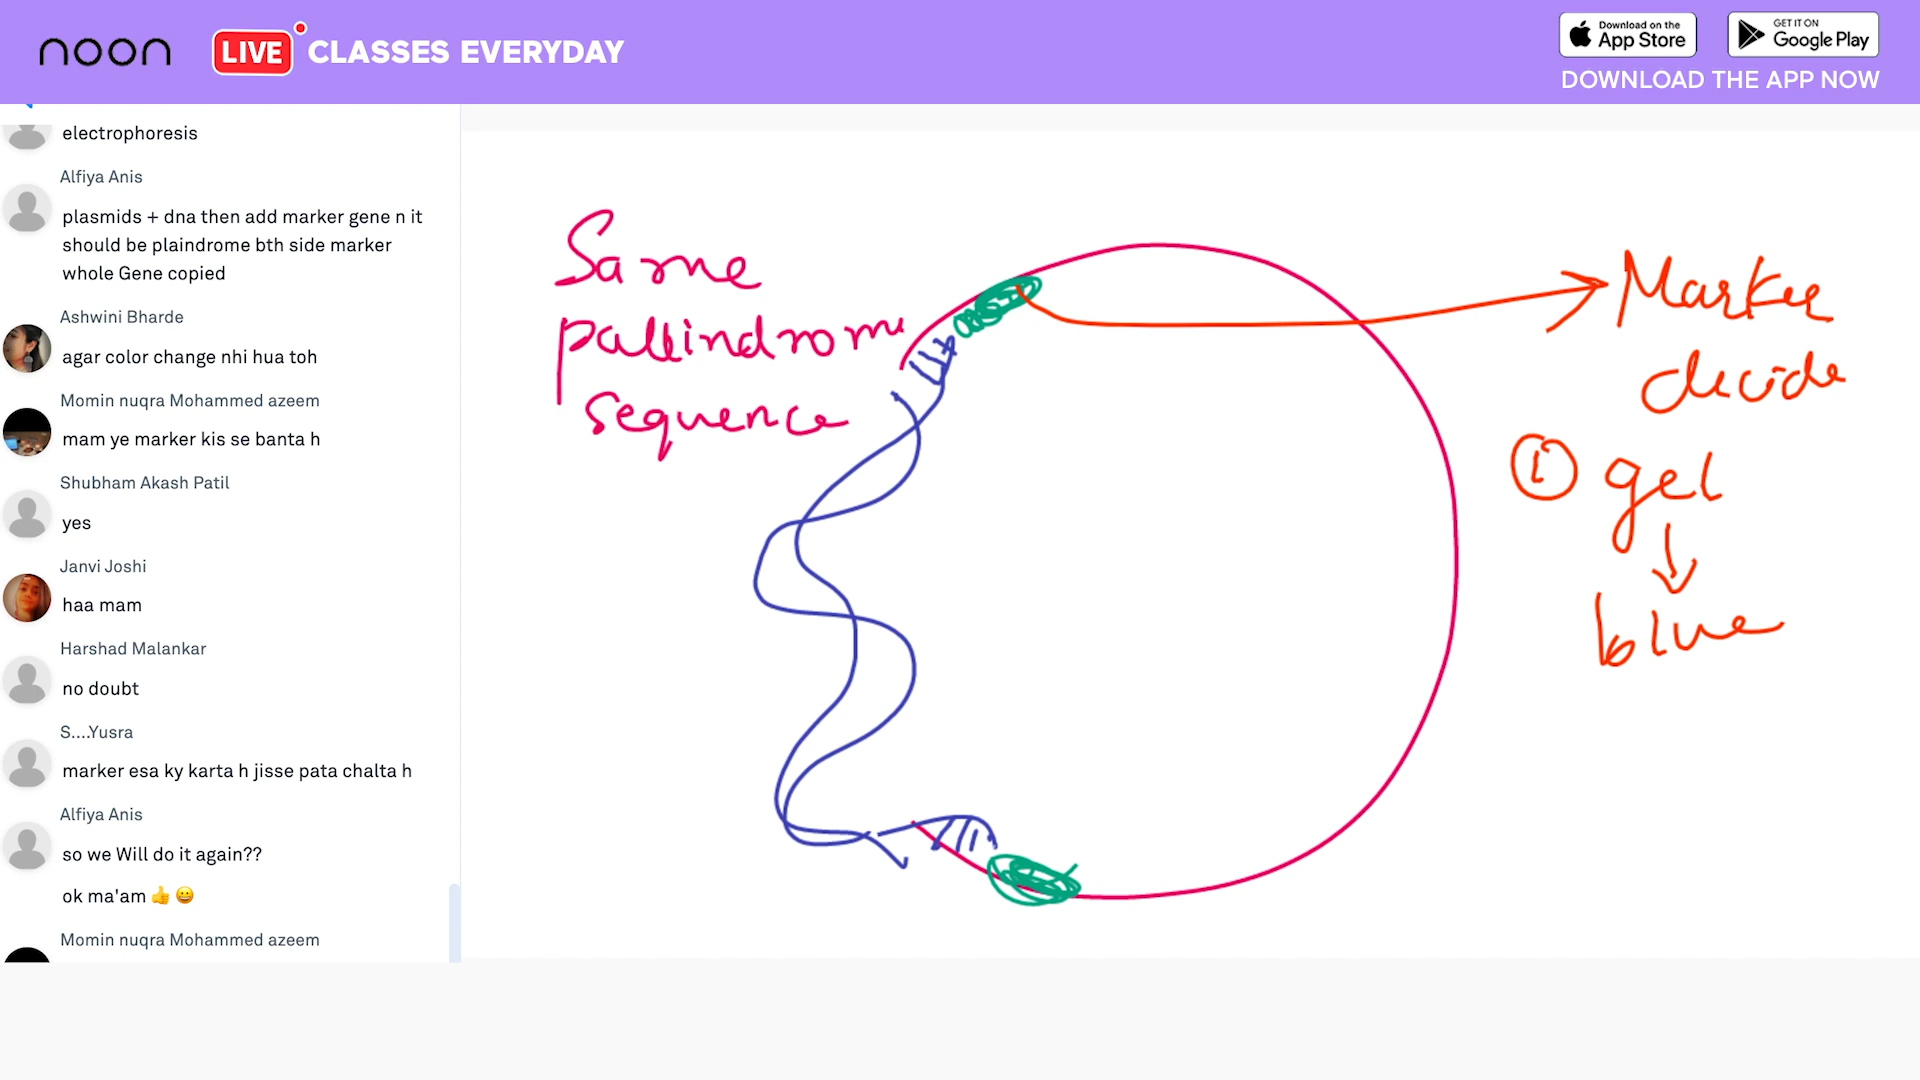 noon LIVE CLASSES EVERYDAY
Download on the App Store
GET IT ON Google Play
DOWNLOAD THE APP NOW
electrophoresis
Alfiya Anis
plasmids + dna then add marker gene n it
should be plaindrome bth side marker
whole Gene copied
Ashwini Bharde
agar color change nhi hua toh
Momin nuqra Mohammed azeem
mam ye marker kis se banta h
Shubham Akash Patil
yes
Janvi Joshi
haa mam
Harshad Malankar
no doubt
S....Yusra
marker esa ky karta h jisse pata chalta h
Alfiya Anis
so we Will do it again??
ok ma'am 👍 😀
Momin nuqra Mohammed azeem
Same
pallindrome
sequence
Marker
decide
① gel
blue